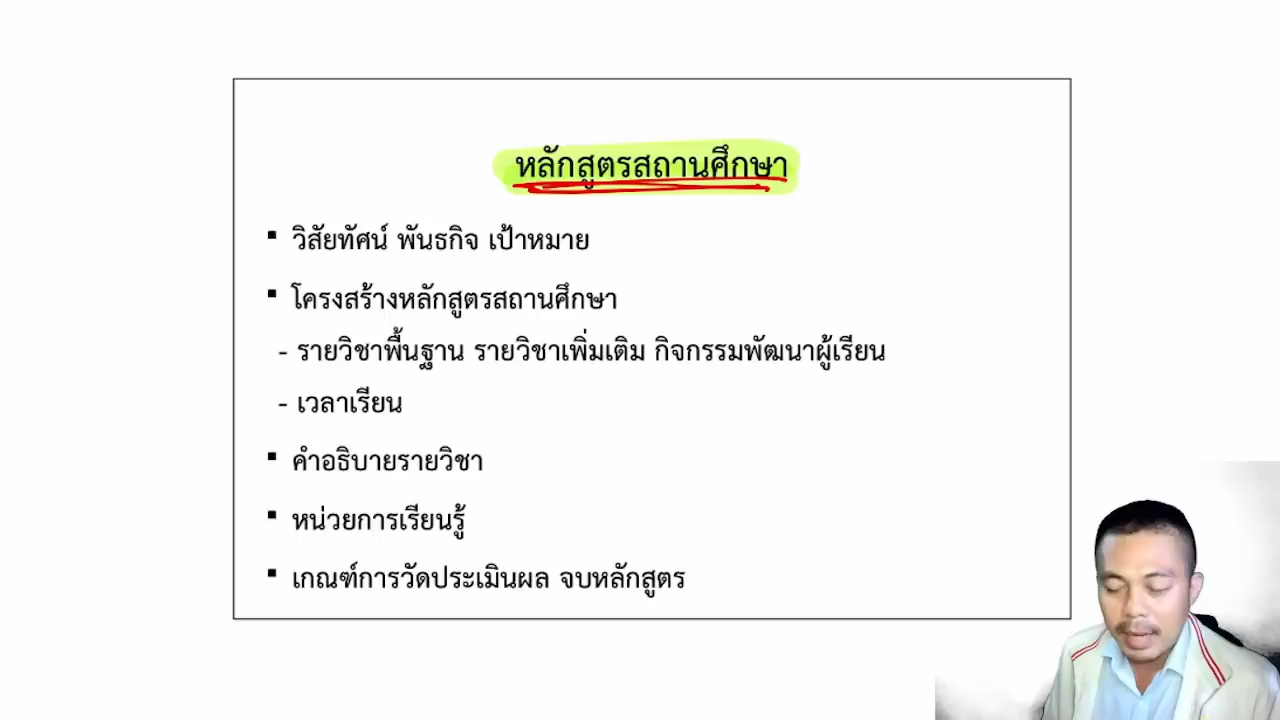 หลักสูตรสถานศึกษา
▪ วิสัยทัศน์ พันธกิจ เป้าหมาย
▪ โครงสร้างหลักสูตรสถานศึกษา
- รายวิชาพื้นฐาน รายวิชาเพิ่มเติม กิจกรรมพัฒนาผู้เรียน
- เวลาเรียน
▪ คำอธิบายรายวิชา
▪ หน่วยการเรียนรู้
▪ เกณฑ์การวัดประเมินผล จบหลักสูตร